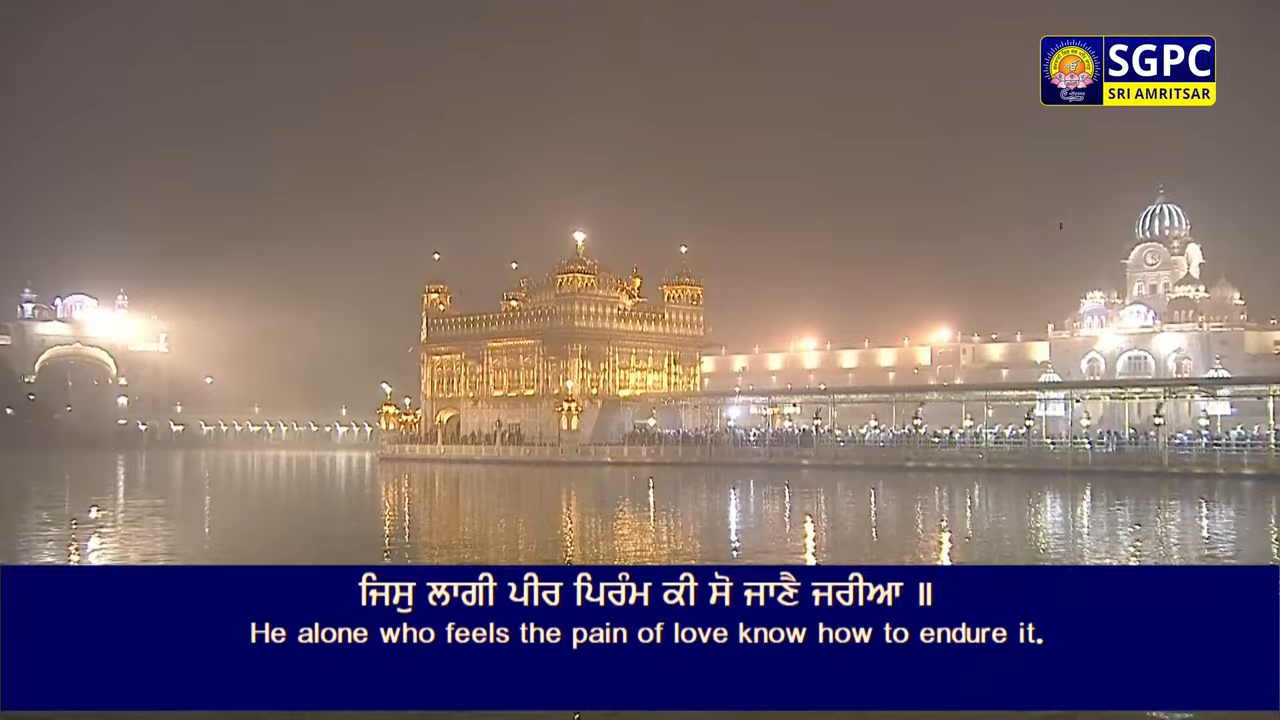 SGPC
SRI AMRITSAR
ਜਿਸੁ ਲਾਗੀ ਪੀਰ ਪਿਰੰਮ ਕੀ ਸੋ ਜਾਣੈ ਜਰੀਆ ॥
He alone who feels the pain of love know how to endure it.